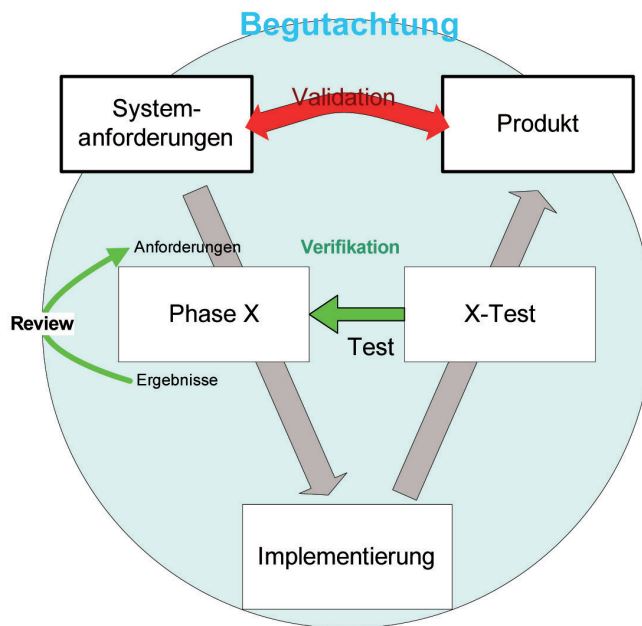 Begutachtung
Validation
System-
anforderungen
Produkt
Anforderungen
Verifikation
Review
Phase X
X-Test
Test
Ergebnisse
Implementierung